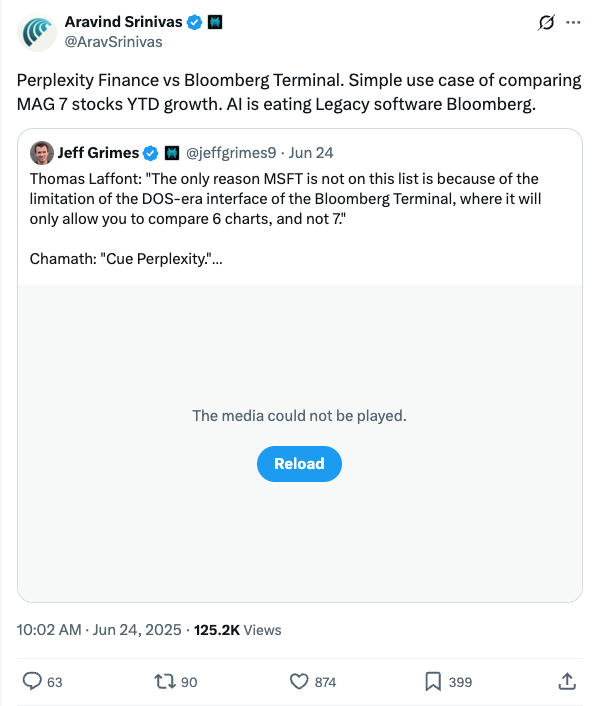 Aravind Srinivas
@AravSrinivas
Perplexity Finance vs Bloomberg Terminal. Simple use case of comparing
MAG 7 stocks YTD growth. AI is eating Legacy software Bloomberg.
Jeff Grimes @jeffgrimes9 · Jun 24
Thomas Laffont: "The only reason MSFT is not on this list is because of the
limitation of the DOS-era interface of the Bloomberg Terminal, where it will
only allow you to compare 6 charts, and not 7."
Chamath: "Cue Perplexity."...
The media could not be played.
Reload
10:02 AM · Jun 24, 2025 · 125.2K Views
63 90 874 399